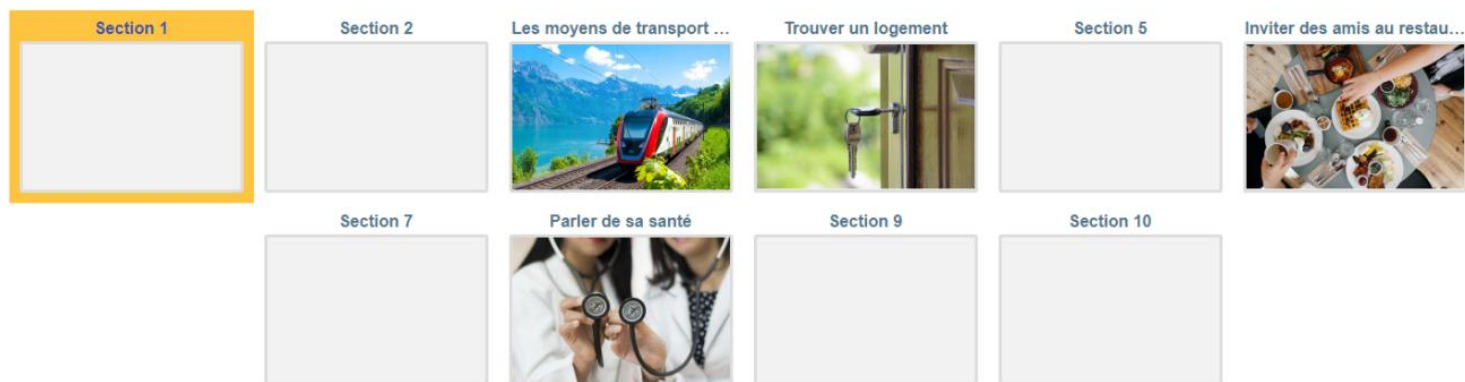 Section 1
Section 2
Les moyens de transport ...
Trouver un logement
Section 5
Inviter des amis au restau...
Section 7
Parler de sa santé
Section 9
Section 10